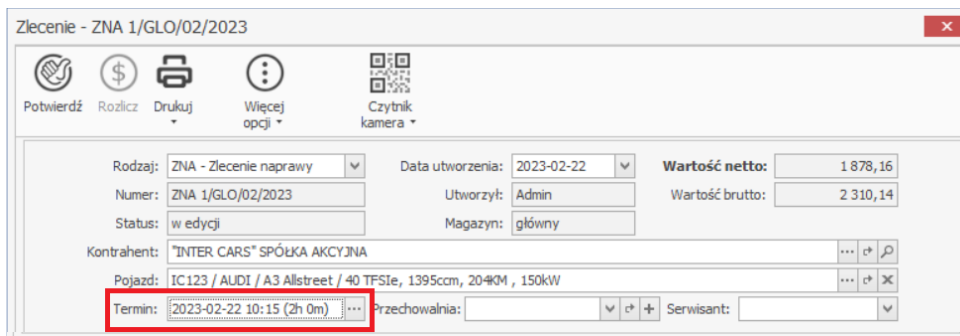 Zlecenie - ZNA 1/GLO/02/2023
Potwierdź Rozlicz Drukuj Więcej opcji Czytnik kamera
Rodzaj: ZNA - Zlecenie naprawy Data utworzenia: 2023-02-22 Wartość netto: 1 878,16
Numer: ZNA 1/GLO/02/2023 Utworzył: Admin Wartość brutto: 2 310,14
Status: w edycji Magazyn: główny
Kontrahent: "INTER CARS" SPÓŁKA AKCYJNA
Pojazd: IC123 / AUDI / A3 Allstreet / 40 TFSIe, 1395ccm, 204KM , 150kW
Termin: 2023-02-22 10:15 (2h 0m) Przechowalnia: Serwisant: